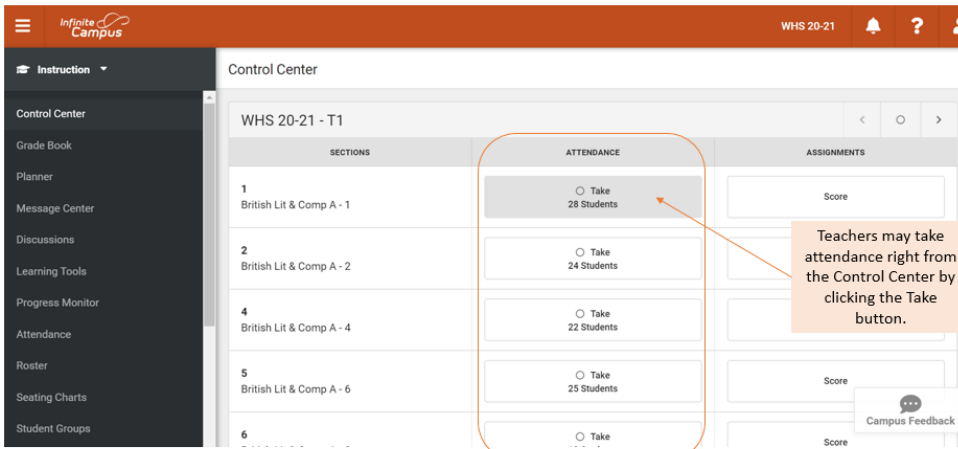 Infinite Campus
WHS 20-21
?
Instruction
Control Center
Control Center
Grade Book
Planner
Message Center
Discussions
Learning Tools
Progress Monitor
Attendance
Roster
Seating Charts
Student Groups
WHS 20-21 - T1
SECTIONS ATTENDANCE ASSIGNMENTS
1
British Lit & Comp A - 1
Take
28 Students
Score
2
British Lit & Comp A - 2
Take
24 Students
4
British Lit & Comp A - 4
Take
22 Students
5
British Lit & Comp A - 6
Take
25 Students
Score
6
Take
Score
Teachers may take
attendance right from
the Control Center by
clicking the Take
button.
Campus Feedback